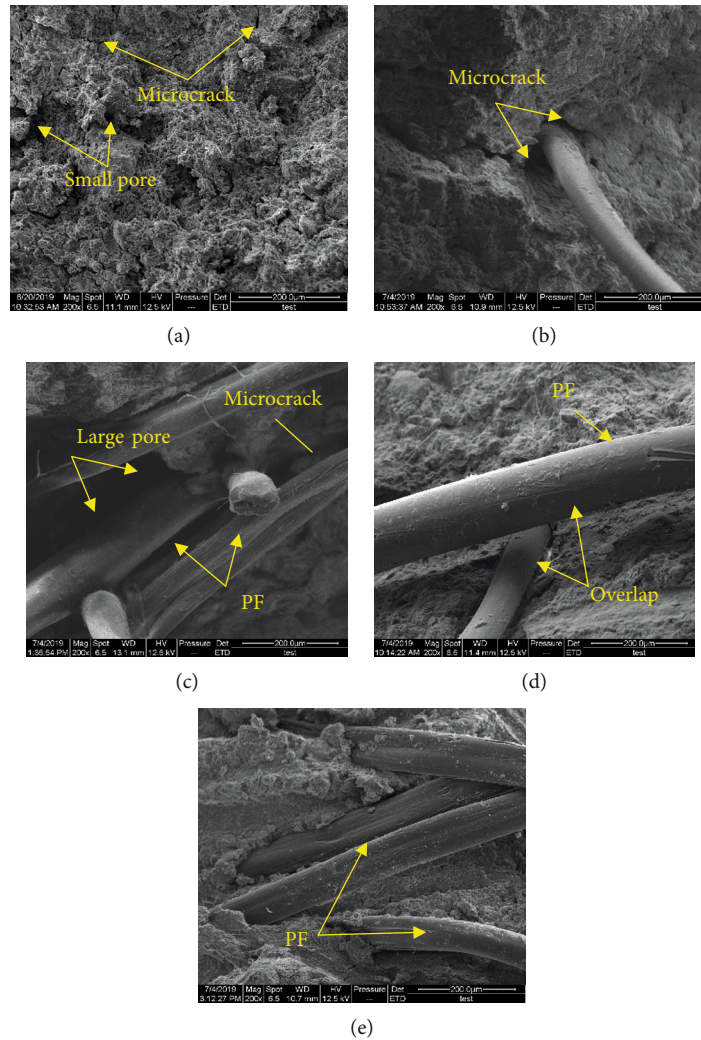 Microcrack
Small pore
8/20/2019 Mag Spot WD HV Pressure Det 200.0μm
10:32:53 AM 200x 6.5 11.1 mm 12.5 kV --- ETD test
(a)
Microcrack
7/4/2019 Mag Spot WD HV Pressure Det 200.0μm
10:53:37 AM 200x 6.5 10.9 mm 12.5 kV --- ETD test
(b)
Microcrack
Large pore
PF
7/4/2019 Mag Spot WD HV Pressure Det 200.0μm
1:36:54 PM 200x 6.5 13.1 mm 12.5 kV --- ETD test
(c)
PF
Overlap
7/4/2019 Mag Spot WD HV Pressure Det 200.0μm
10:14:22 AM 200x 6.5 11.4 mm 12.5 kV --- ETD test
(d)
PF
7/4/2019 Mag Spot WD HV Pressure Det 200.0μm
3:12:27 PM 200x 6.5 10.7 mm 12.5 kV --- ETD test
(e)